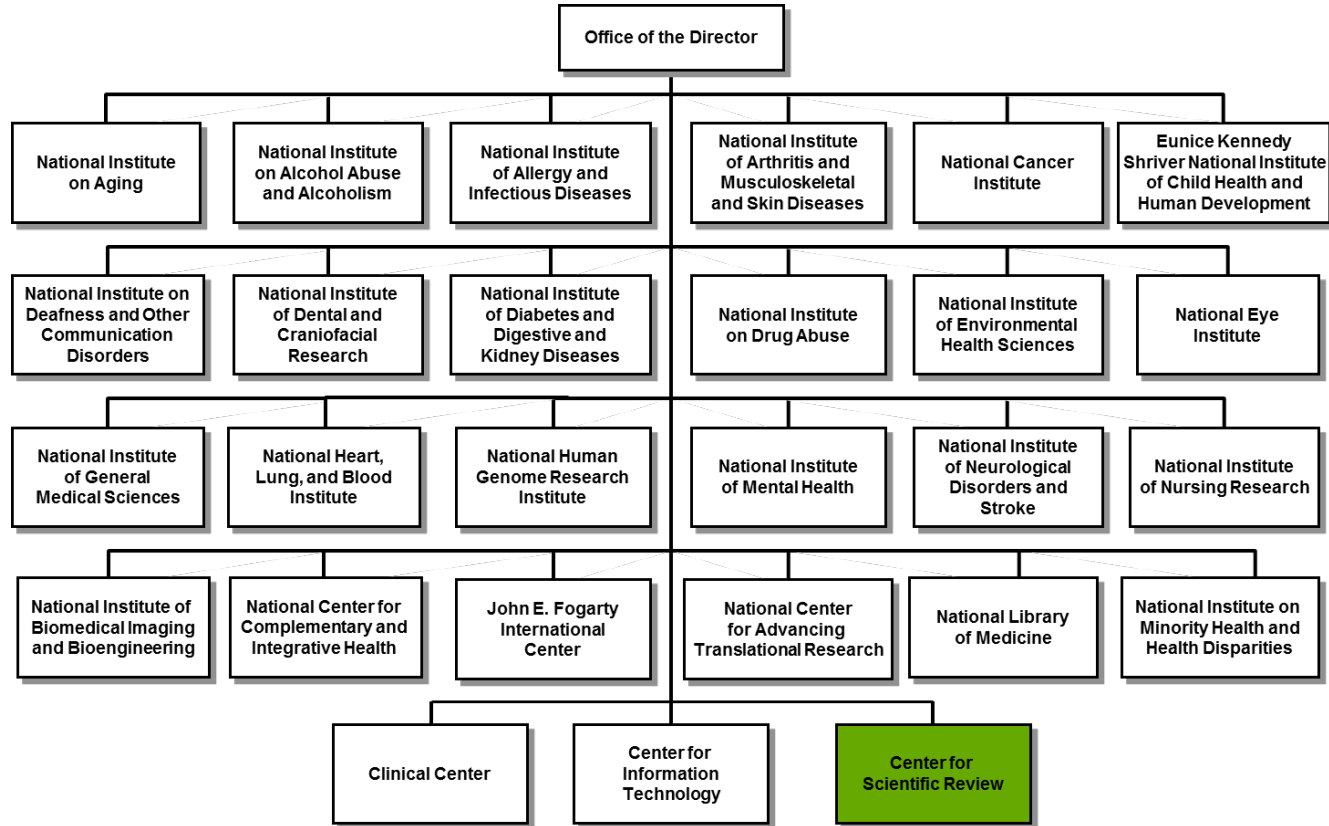 Office of the Director
National Institute
on Aging
National Institute
on Alcohol Abuse
and Alcoholism
National Institute
of Allergy and
Infectious Diseases
National Institute
of Arthritis and
Musculoskeletal
and Skin Diseases
National Cancer
Institute
Eunice Kennedy
Shriver National Institute
of Child Health and
Human Development
National Institute on
Deafness and Other
Communication
Disorders
National Institute
of Dental and
Craniofacial
Research
National Institute
of Diabetes and
Digestive and
Kidney Diseases
National Institute
on Drug Abuse
National Institute
of Environmental
Health Sciences
National Eye
Institute
National Institute
of General
Medical Sciences
National Heart,
Lung, and Blood
Institute
National Human
Genome Research
Institute
National Institute
of Mental Health
National Institute
of Neurological
Disorders and
Stroke
National Institute
of Nursing Research
National Institute of
Biomedical Imaging
and Bioengineering
National Center for
Complementary and
Integrative Health
John E. Fogarty
International
Center
National Center
for Advancing
Translational Research
National Library
of Medicine
National Institute on
Minority Health and
Health Disparities
Clinical Center
Center for
Information
Technology
Center for
Scientific Review